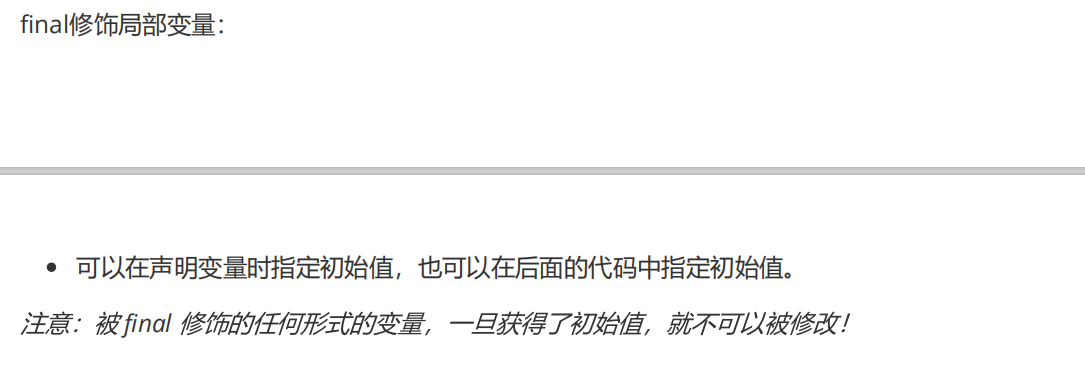 final修饰局部变量：
• 可以在声明变量时指定初始值，也可以在后面的代码中指定初始值。
注意：被 final 修饰的任何形式的变量，一旦获得了初始值，就不可以被修改！